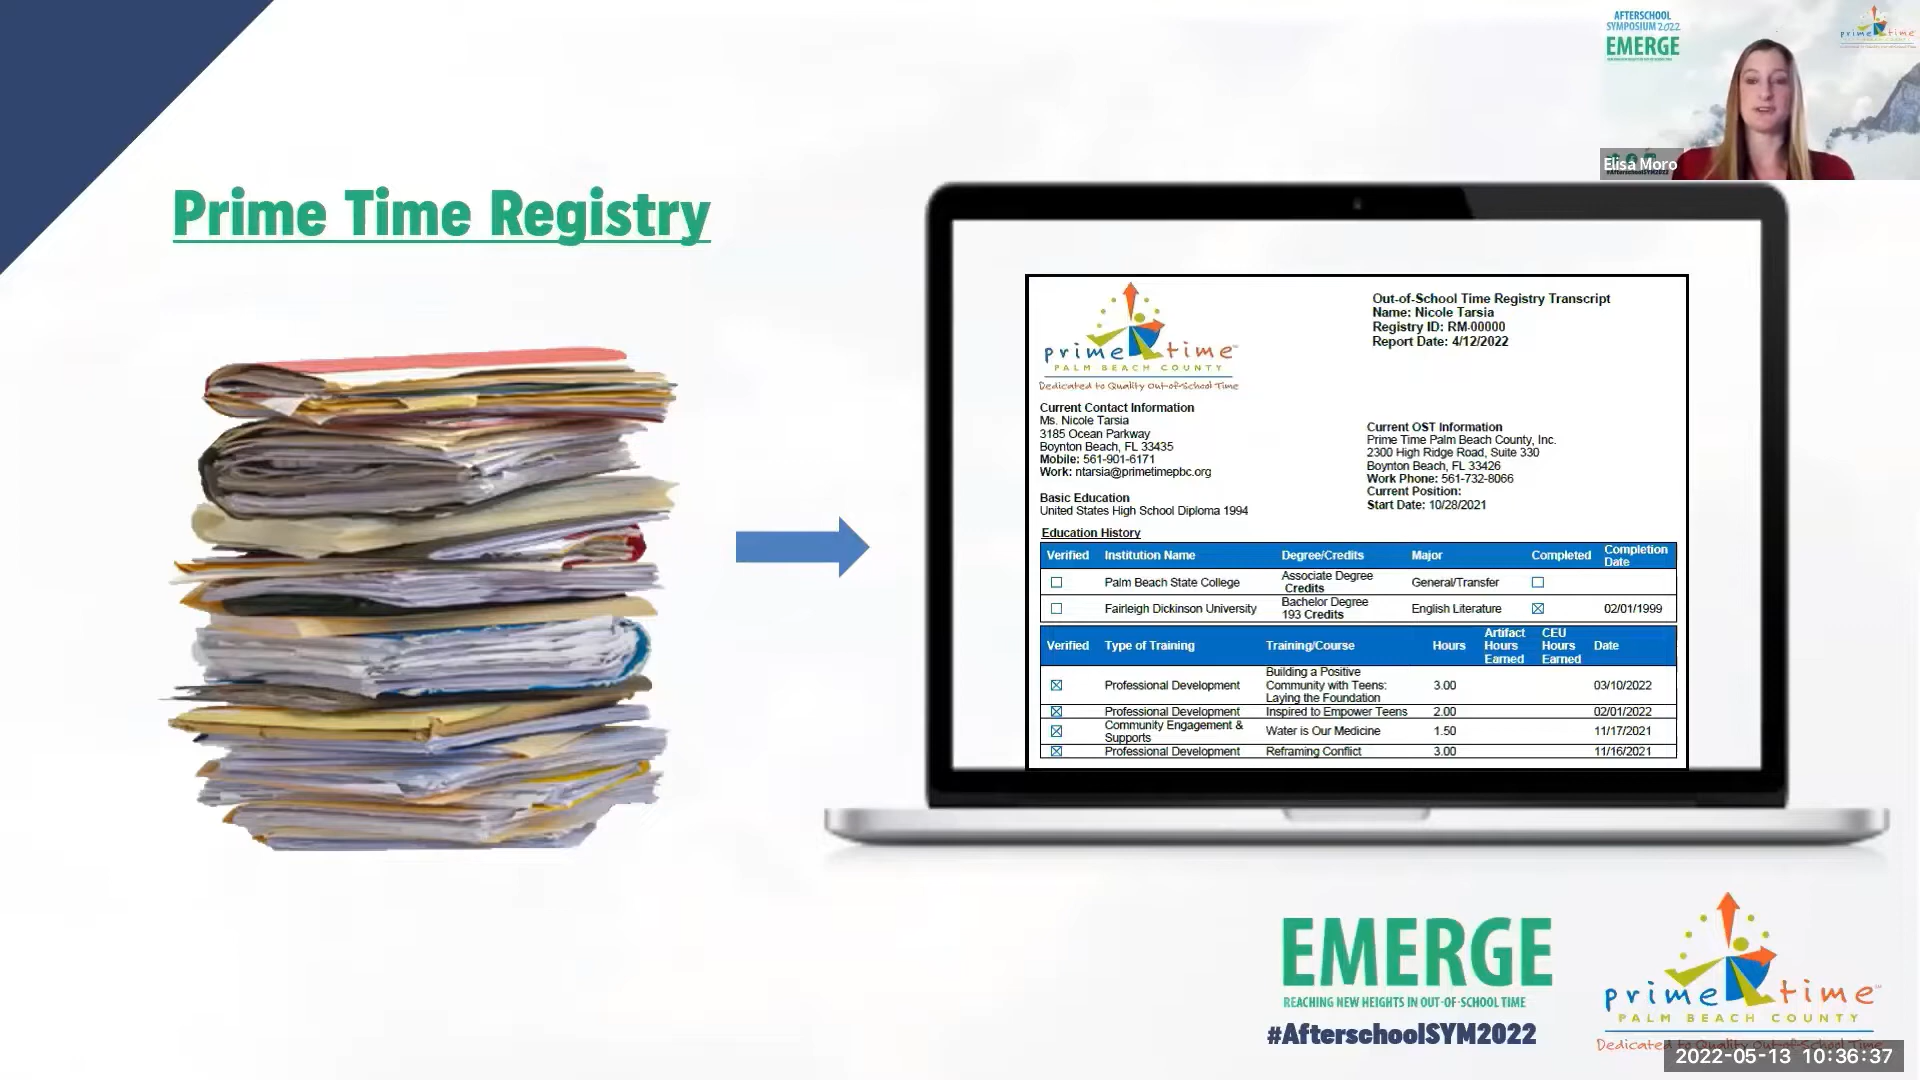 AFTERSCHOOL
SYMPOSIUM 2022
EMERGE
prime time
Elisa Moro
#AfterschoolSYM2022
Prime Time Registry
prime time
PALM BEACH COUNTY
Dedicated to Quality Out-of-School Time
Out-of-School Time Registry Transcript
Name: Nicole Tarsia
Registry ID: RM-00000
Report Date: 4/12/2022
Current Contact Information
Ms. Nicole Tarsia
3185 Ocean Parkway
Boynton Beach, FL 33435
Mobile: 561-901-6171
Work: ntarsia@primetimepbc.org
Current OST Information
Prime Time Palm Beach County, Inc.
2300 High Ridge Road, Suite 330
Boynton Beach, FL 33426
Work Phone: 561-732-8066
Current Position:
Start Date: 10/28/2021
Basic Education
United States High School Diploma 1994
Education History
Verified Institution Name Degree/Credits Major Completed Completion Date
Palm Beach State College Associate Degree Credits General/Transfer
Fairleigh Dickinson University Bachelor Degree 193 Credits English Literature 02/01/1999
Verified Type of Training Training/Course Hours Artifact Hours Earned CEU Hours Earned Date
Professional Development Building a Positive Community with Teens: Laying the Foundation 3.00 03/10/2022
Professional Development Inspired to Empower Teens 2.00 02/01/2022
Community Engagement & Supports Water is Our Medicine 1.50 11/17/2021
Professional Development Reframing Conflict 3.00 11/16/2021
EMERGE
REACHING NEW HEIGHTS IN OUT-OF-SCHOOL TIME
#AfterschoolSYM2022
prime time
PALM BEACH COUNTY
Dedicated to Quality Out-of-School Time
2022-05-13 10:36:37